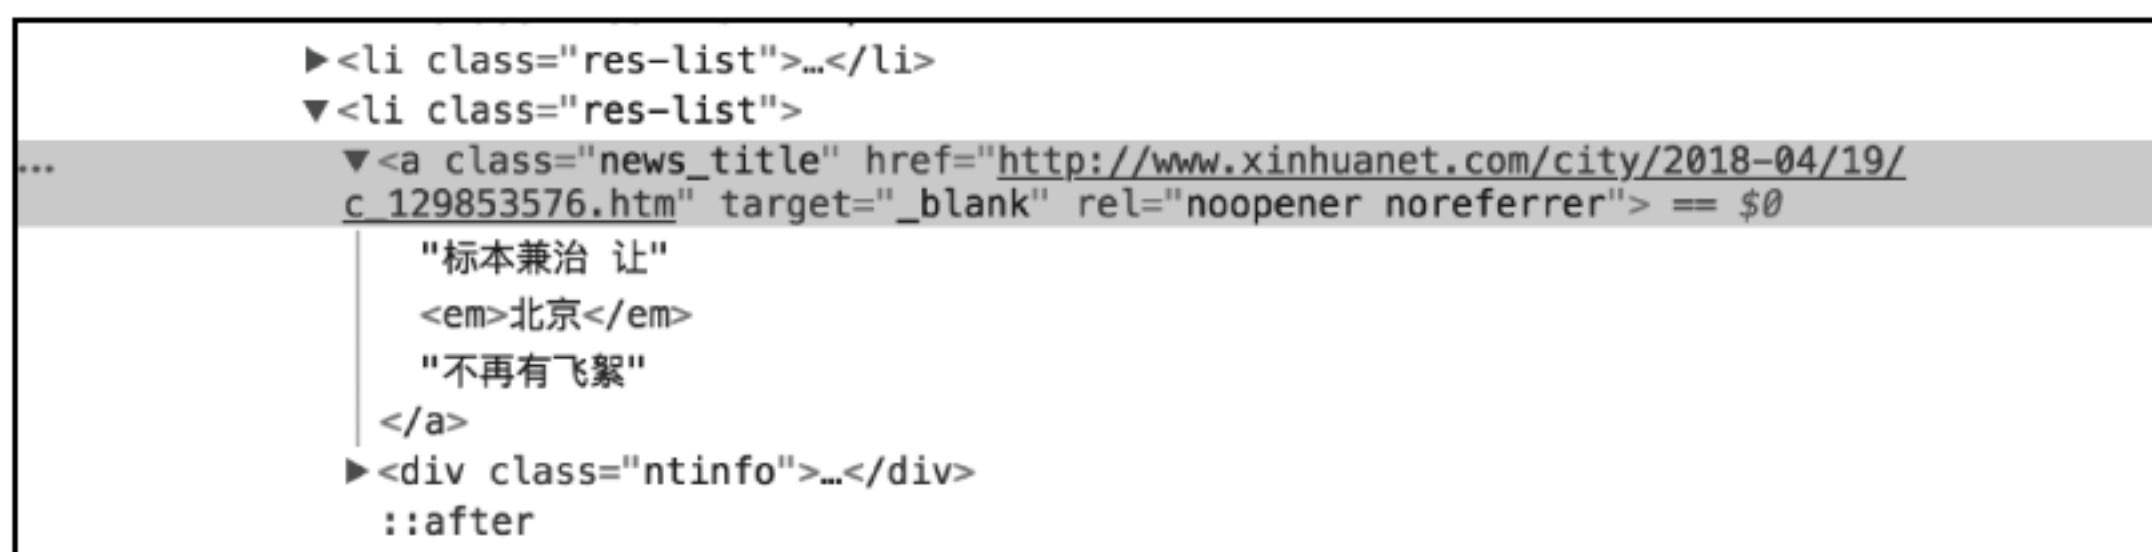 ▶<li class="res-list">…</li>
▼<li class="res-list">
… ▼<a class="news_title" href="http://www.xinhuanet.com/city/2018-04/19/
c_129853576.htm" target="_blank" rel="noopener noreferrer"> == $0
"标本兼治 让"
<em>北京</em>
"不再有飞絮"
</a>
▶<div class="ntinfo">…</div>
::after